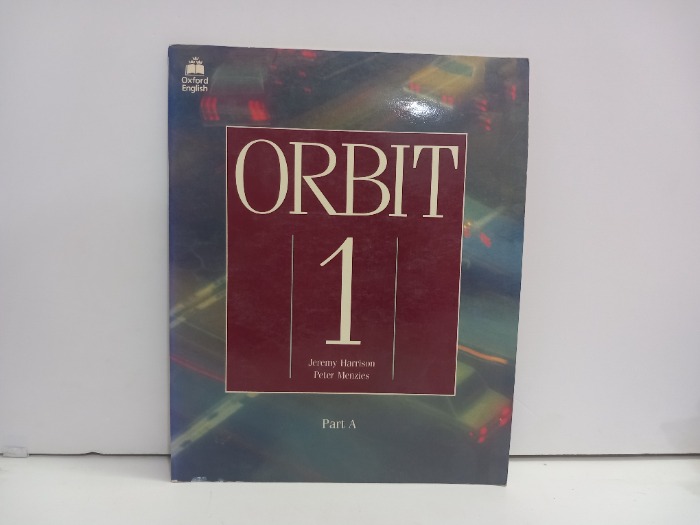 Oxford
English
ORBIT
1
Jeremy Harrison
Peter Menzies
Part A